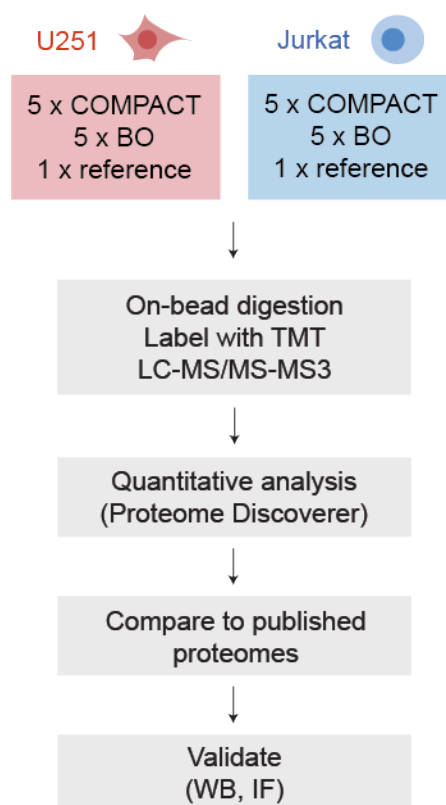 U251
Jurkat
5 x COMPACT
5 x BO
1 x reference
5 x COMPACT
5 x BO
1 x reference
On-bead digestion
Label with TMT
LC-MS/MS-MS3
Quantitative analysis
(Proteome Discoverer)
Compare to published
proteomes
Validate
(WB, IF)